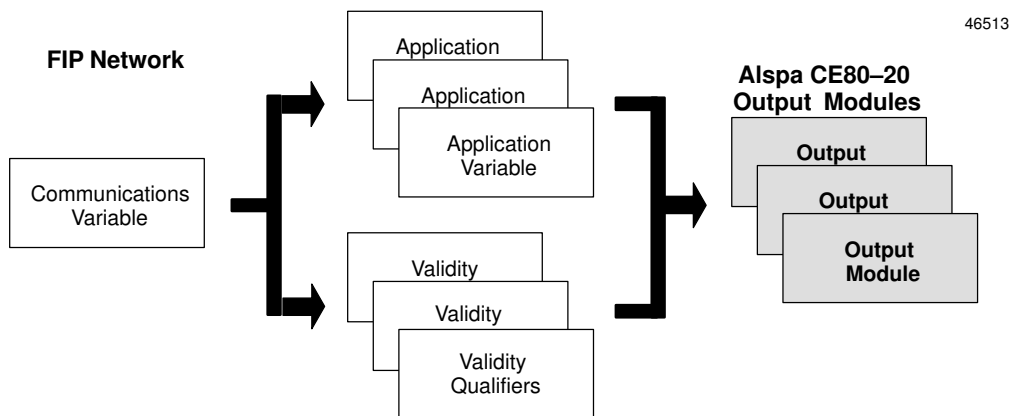 46513
FIP Network
Communications
Variable
Application
Application
Application
Variable
Validity
Validity
Validity
Qualifiers
Alspa CE80–20
Output Modules
Output
Output
Output
Module